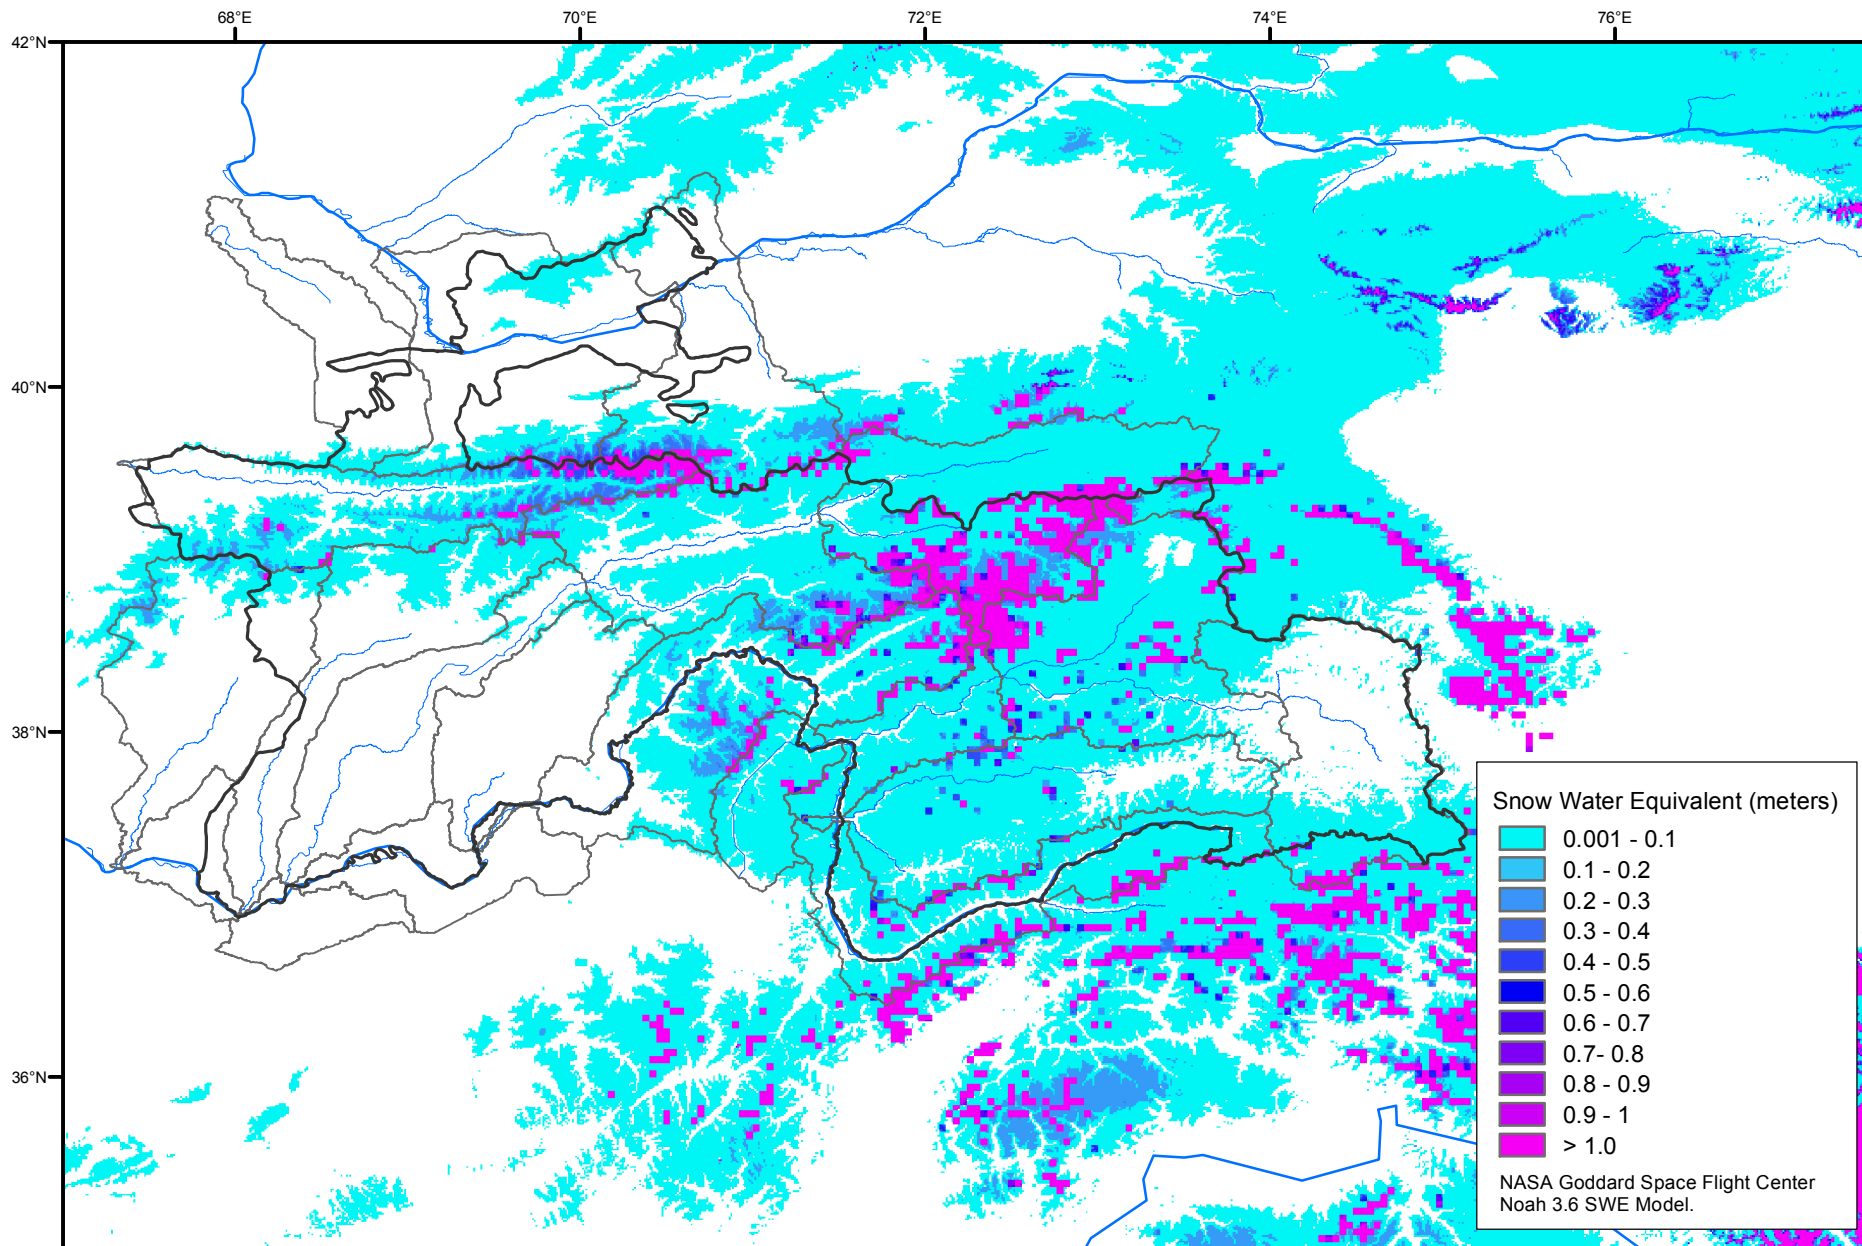 68°E 70°E 72°E 74°E 76°E
42°N
40°N
38°N
36°N
Snow Water Equivalent (meters)
0.001 - 0.1
0.1 - 0.2
0.2 - 0.3
0.3 - 0.4
0.4 - 0.5
0.5 - 0.6
0.6 - 0.7
0.7- 0.8
0.8 - 0.9
0.9 - 1
> 1.0
NASA Goddard Space Flight Center
Noah 3.6 SWE Model.